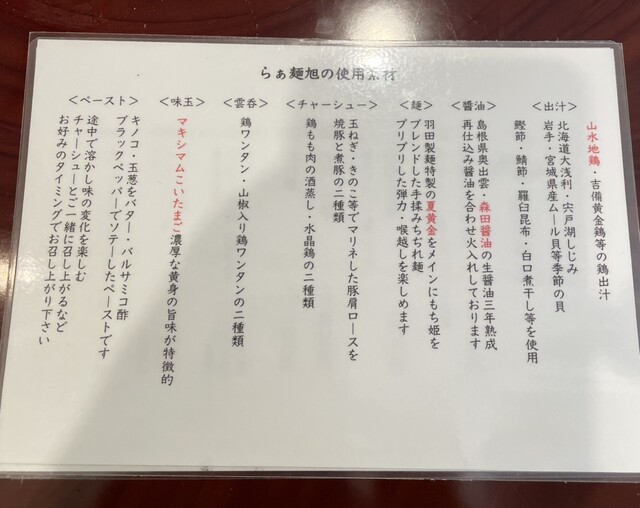 らぁ麺旭の使用素材
＜出汁＞
山水地鶏・吉備黄金鶏等の鶏出汁
北海道大浅利・宍戸湖しじみ
岩手・宮城県産ムール貝等季節の貝
鰹節・鯖節・羅臼昆布・白口煮干し等を使用
＜醤油＞
島根県奥出雲・森田醤油の生醤油三年熟成
再仕込み醤油を合わせ火入れしております
＜麺＞
羽田製麺特製の夏黄金をメインにもち姫を
ブレンドした手揉みちぢれ麺
プリプリした弾力・喉越しを楽しめます
＜チャーシュー＞
玉ねぎ・きのこ等でマリネした豚肩ロースを
焼豚と煮豚の二種類
鶏もも肉の酒蒸し・水晶鶏の二種類
＜雲呑＞
鶏ワンタン・山椒入り鶏ワンタンの二種類
＜味玉＞
マキシマムこいたまご濃厚な黄身の旨味が特徴的
＜ペースト＞
キノコ・玉葱をバター・バルサミコ酢
ブラックペッパーでソテーしたペーストです
途中で溶かし味の変化を楽しむ
チャーシューとご一緒に召し上がるなど
お好みのタイミングでお召し上がり下さい